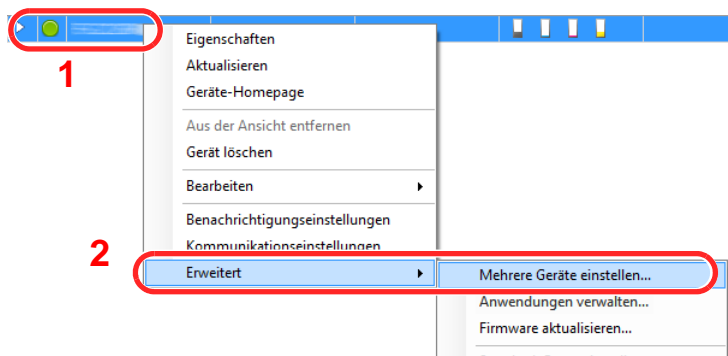 1
Eigenschaften
Aktualisieren
Geräte-Homepage
Aus der Ansicht entfernen
Gerät löschen
Bearbeiten
Benachrichtigungseinstellungen
Kommunikationseinstellungen
2
Erweitert
Mehrere Geräte einstellen...
Anwendungen verwalten...
Firmware aktualisieren...